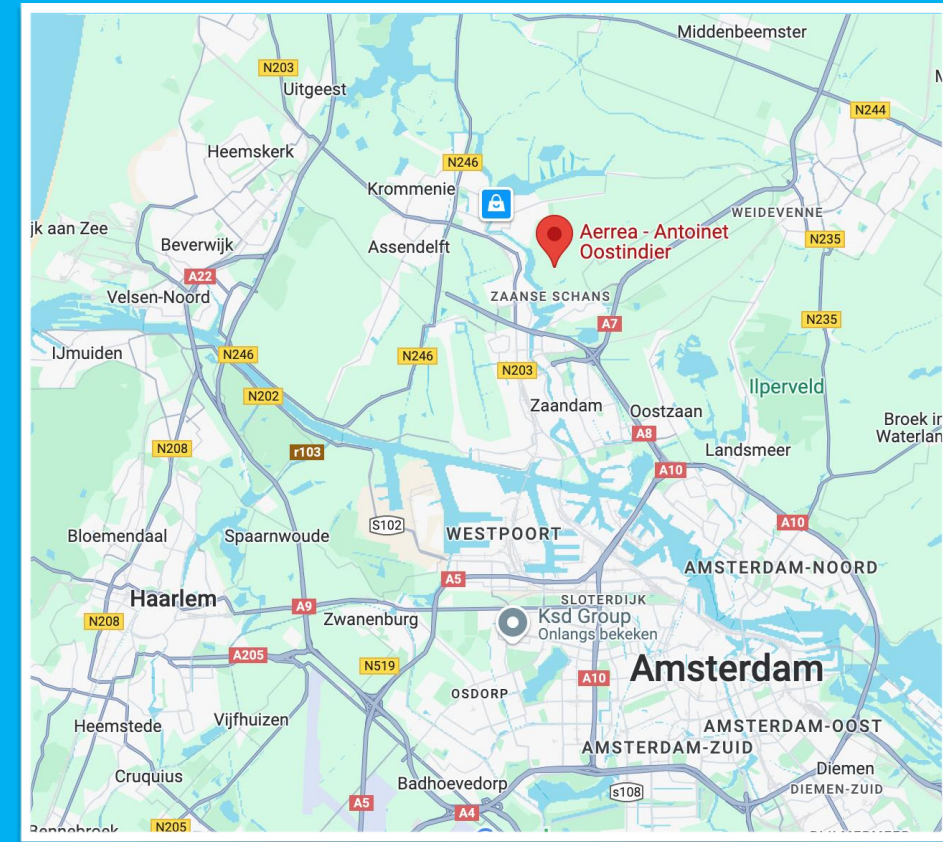 Middenbeemster
N203
Uitgeest
N244
Heemskerk
N246
Krommenie
WEIDEVENNE
jk aan Zee
Beverwijk
Assendelft
Aerrea - Antoinet
Oostindier
N235
A22
Velsen-Noord
ZAANSE SCHANS
A7
N235
IJmuiden
N246
N246
N203
Ilperveld
N202
Zaandam
Oostzaan
Broek in
Waterlan
A8
N208
r103
Landsmeer
A10
S102
WESTPOORT
A10
Bloemendaal
Spaarnwoude
AMSTERDAM-NOORD
A5
Haarlem
A9
SLOTERDIJK
N208
Zwanenburg
Ksd Group
Onlangs bekeken
A205
N519
A10
Amsterdam
OSDORP
Heemstede
Vijfhuizen
AMSTERDAM-OOST
AMSTERDAM-ZUID
Cruquius
Badhoevedorp
Diemen
s108
DIEMEN-ZUID
A5
A4
N205